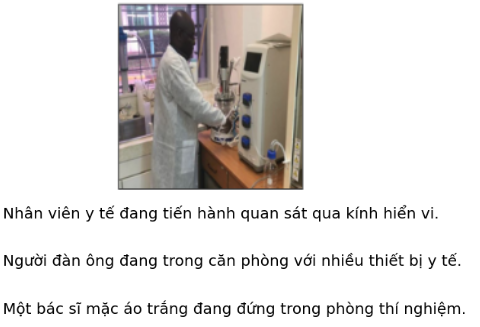 Nhân viên y tế đang tiến hành quan sát qua kính hiển vi.
Người đàn ông đang trong căn phòng với nhiều thiết bị y tế.
Một bác sĩ mặc áo trắng đang đứng trong phòng thí nghiệm.